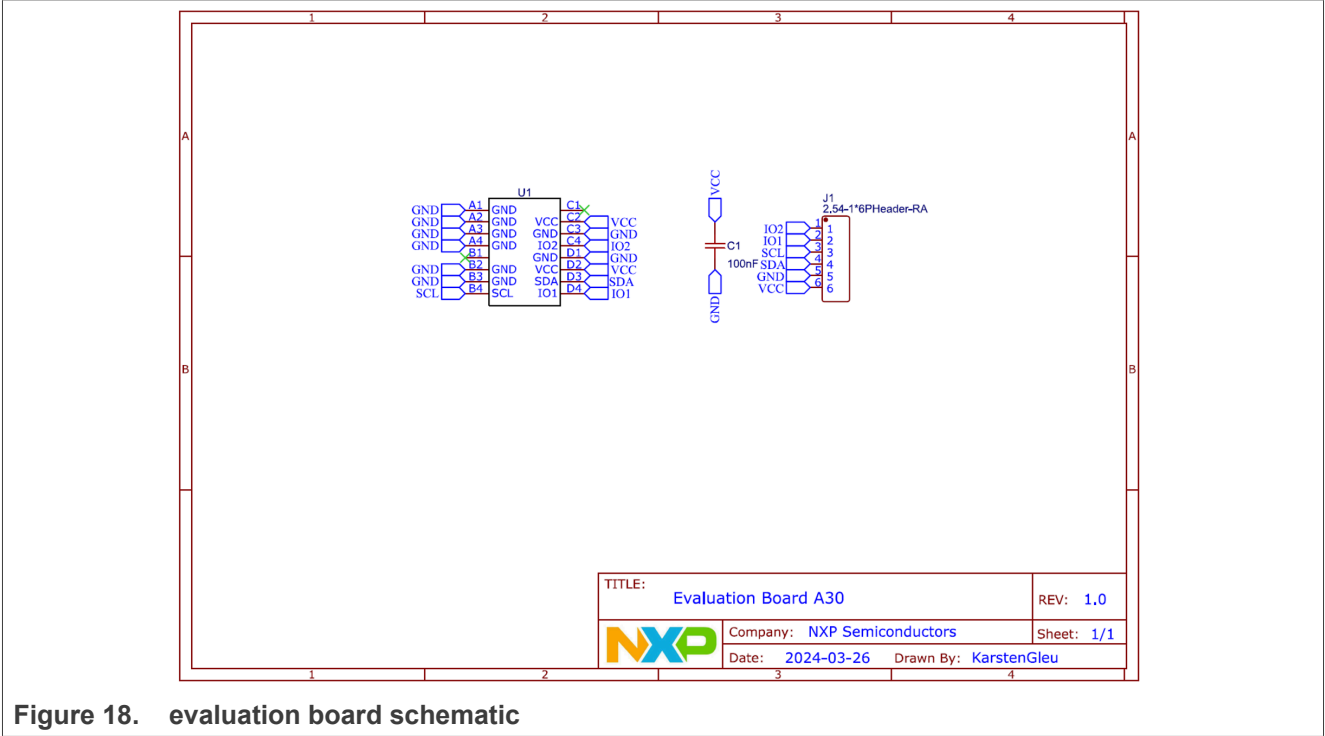 1 2 3 4
A A
U1
GND A1 GND C1
GND A2 GND VCC C2 VCC
GND A3 GND GND C3 GND
GND A4 GND IO2 C4 IO2
B1 GND D1 GND
GND B2 GND VCC D2 VCC
GND B3 GND SDA D3 SDA
SCL B4 SCL IO1 D4 IO1
VCC
C1
100nF
GND
J1
2.54-1*6PHeader-RA
IO2 1 1
IO1 2 2
SCL 3 3
SDA 4 4
GND 5 5
VCC 6 6
B B
TITLE:
Evaluation Board A30
REV: 1.0
NXP
Company: NXP Semiconductors
Sheet: 1/1
Date: 2024-03-26 Drawn By: KarstenGleu
1 2 3 4
Figure 18. evaluation board schematic